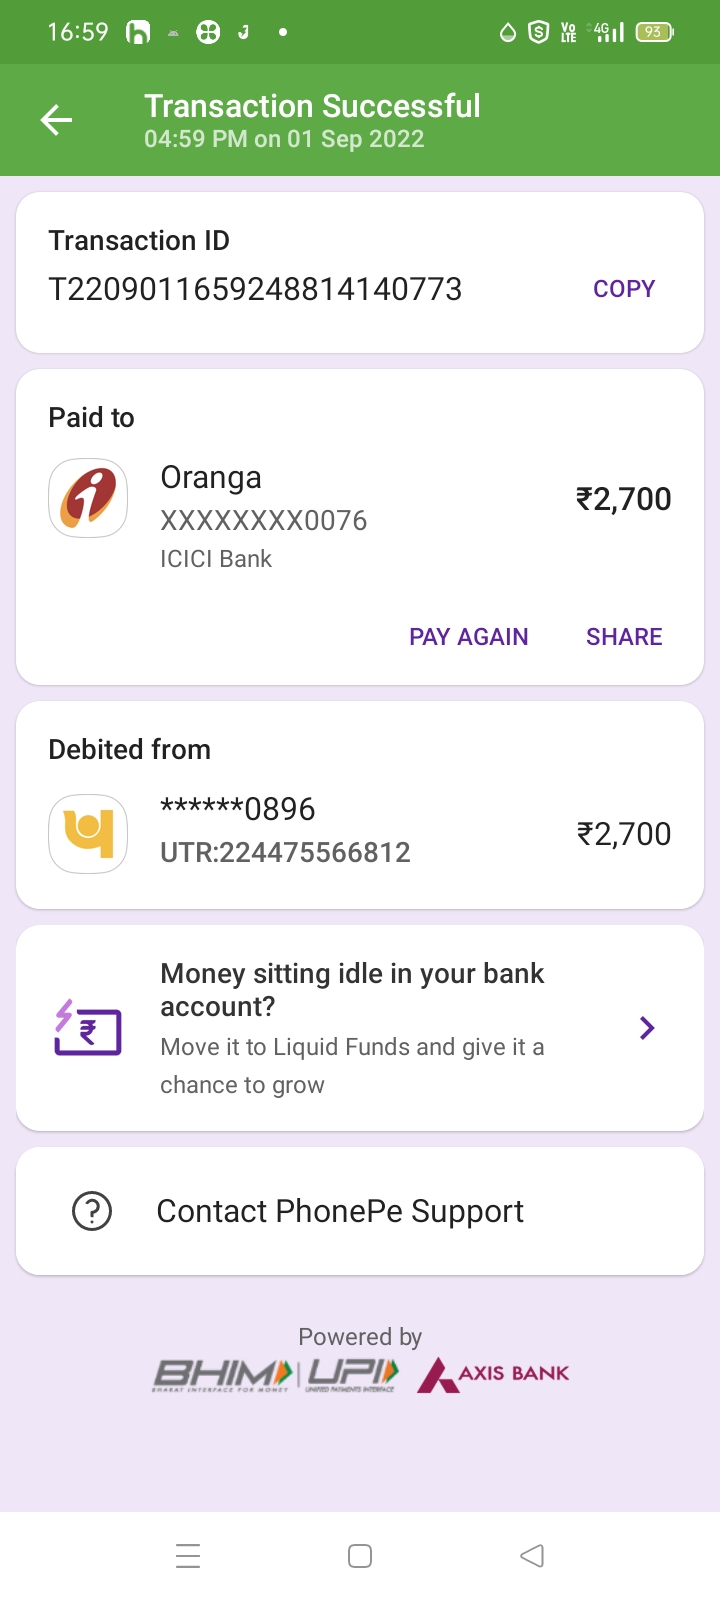 16:59 VoLTE 4G 93
Transaction Successful
04:59 PM on 01 Sep 2022
Transaction ID
T2209011659248814140773 COPY
Paid to
Oranga
XXXXXXXX0076
ICICI Bank
₹2,700
PAY AGAIN SHARE
Debited from
******0896
UTR:224475566812
₹2,700
Money sitting idle in your bank
account?
Move it to Liquid Funds and give it a
chance to grow
Contact PhonePe Support
Powered by
BHIM UPI AXIS BANK
BHARAT INTERFACE FOR MONEY UNIFIED PAYMENTS INTERFACE